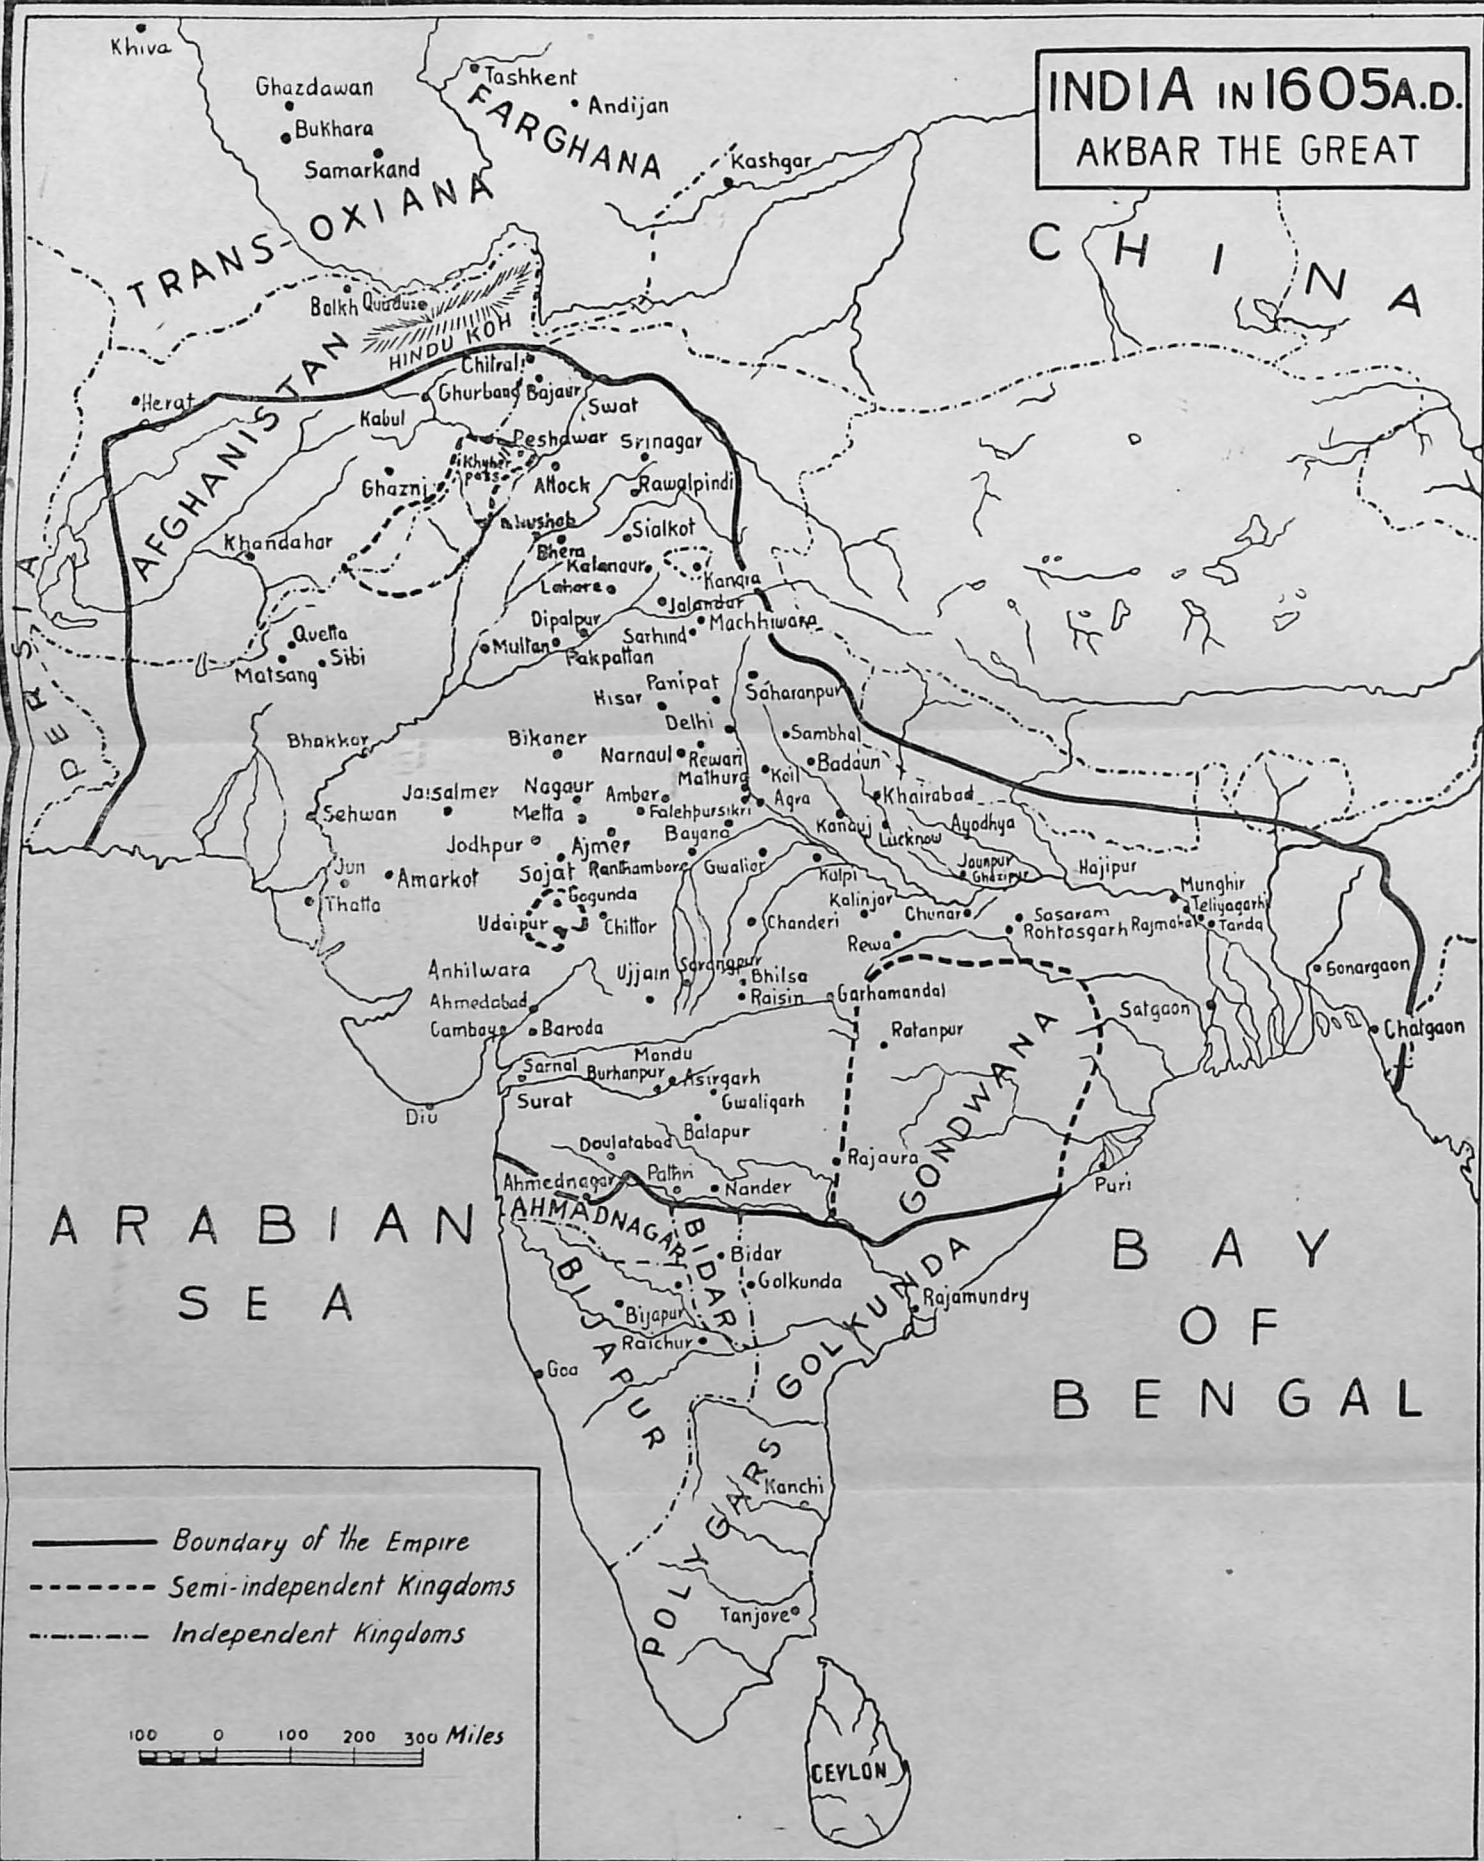 INDIA IN 1605 A.D.
AKBAR THE GREAT
Khiva
Ghazdawan
Bukhara
Samarkand
Tashkent
Andijan
FARGHANA
Kashgar
TRANS-OXIANA
CHINA
Balkh
HINDU KOH
AFGHANISTAN
Chitral
Herat
Ghurband
Bajaur
Swat
Kabul
Peshawar
Srinagar
Khyber
pass
Ghazni
Attock
Rawalpindi
Khushab
Sialkot
Khandahar
Bhera
Kalanaur
Kangra
Lahore
Jalandur
Dipalpur
Machhiwara
Sarhind
Multan
Pakpattan
Quetta
Sibi
Matsang
PERSIA
Panipat
Saharanpur
Hisar
Delhi
Bhakkar
Bikaner
Sambhal
Narnaul
Rewari
Badaun
Mathura
Koil
Jaisalmer
Nagaur
Amber
Agra
Khairabad
Sehwan
Metta
Fatehpursikri
Bayana
Kanauj
Lucknow
Ayodhya
Jodhpur
Ajmer
Jaunpur
Ghazipur
Hajipur
Jun
Amarkot
Sojat
Ranthambore
Gwalior
Kalpi
Munghir
Teliyagarhi
Thatta
Gogunda
Kalinjar
Chunar
Sasaram
Rohtasgarh
Rajmahal
Tanda
Udaipur
Chittor
Chanderi
Rewa
Anhilwara
Ujjain
Sarangpur
Bhilsa
Raisin
Garhamandal
Sonargaon
Ahmedabad
Satgaon
Cambay
Baroda
Ratanpur
Chatgaon
GONDWANA
Sarnal
Mandu
Burhanpur
Asirgarh
Surat
Gwaligarh
Diu
Balapur
Doulatabad
Rajaura
Ahmednagar
Pathri
Nander
Puri
AHMADNAGAR
ARABIAN
SEA
BAY
OF
BENGAL
BIDAR
Bidar
Golkunda
GOLKUNDA
Rajamundry
BIJAPUR
Bijapur
Raichur
Goa
Kanchi
POLYGARS
Tanjore
CEYLON
Boundary of the Empire
Semi-independent Kingdoms
Independent Kingdoms
100 0 100 200 300 Miles